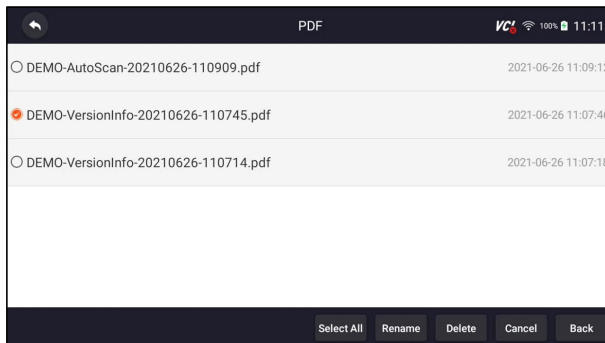 PDF VCI 100% 11:11
DEMO-AutoScan-20210626-110909.pdf 2021-06-26 11:09:1
DEMO-VersionInfo-20210626-110745.pdf 2021-06-26 11:07:4
DEMO-VersionInfo-20210626-110714.pdf 2021-06-26 11:07:18
Select All Rename Delete Cancel Back